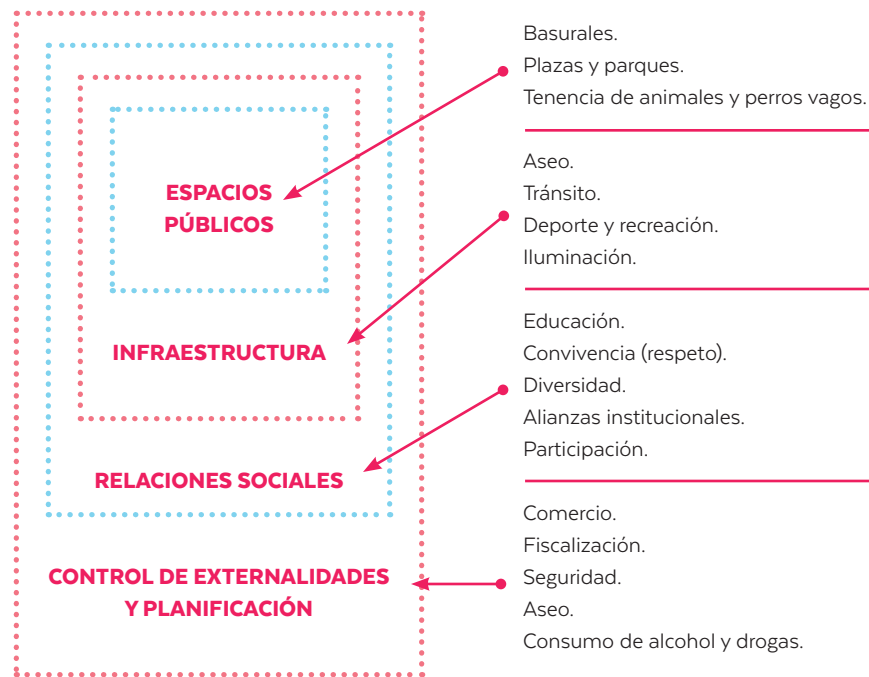 ESPACIOS
PÚBLICOS
Basurales.
Plazas y parques.
Tenencia de animales y perros vagos.
INFRAESTRUCTURA
Aseo.
Tránsito.
Deporte y recreación.
Iluminación.
RELACIONES SOCIALES
Educación.
Convivencia (respeto).
Diversidad.
Alianzas institucionales.
Participación.
CONTROL DE EXTERNALIDADES
Y PLANIFICACIÓN
Comercio.
Fiscalización.
Seguridad.
Aseo.
Consumo de alcohol y drogas.